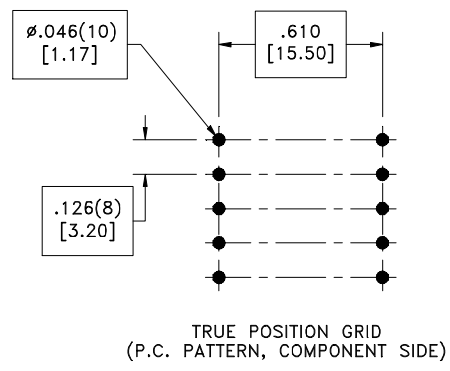 Ø.046(10)
[1.17]
.610
[15.50]
.126(8)
[3.20]
TRUE POSITION GRID
(P.C. PATTERN, COMPONENT SIDE)